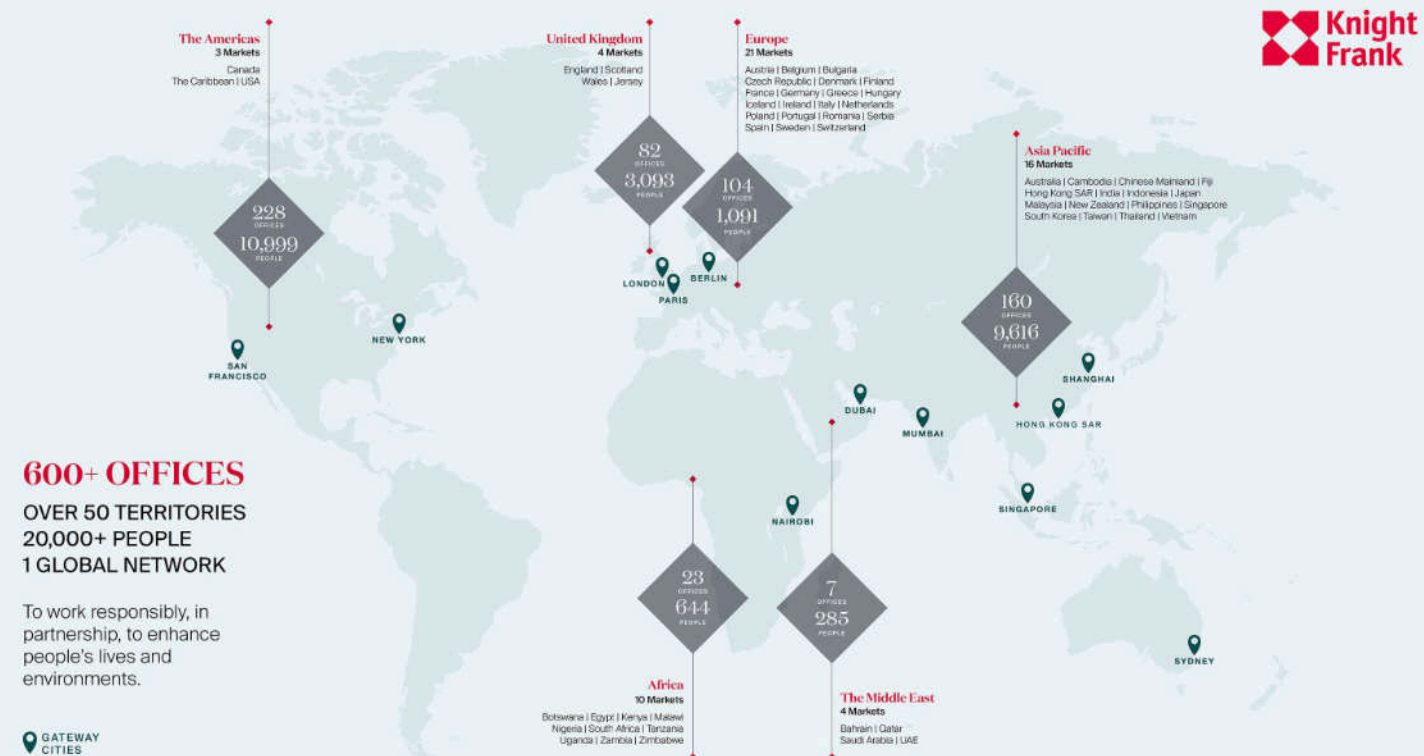 Knight
Frank
The Americas
3 Markets
Canada
The Caribbean | USA
228
OFFICES
10,999
PEOPLE
United Kingdom
4 Markets
England | Scotland
Wales | Jersey
82
OFFICES
3,093
PEOPLE
Europe
21 Markets
Austria | Belgium | Bulgaria
Czech Republic | Denmark | Finland
France | Germany | Greece | Hungary
Iceland | Ireland | Italy | Netherlands
Poland | Portugal | Romania | Serbia
Spain | Sweden | Switzerland
104
OFFICES
1,091
PEOPLE
Asia Pacific
16 Markets
Australia | Cambodia | Chinese Mainland | Fiji
Hong Kong SAR | India | Indonesia | Japan
Malaysia | New Zealand | Philippines | Singapore
South Korea | Taiwan | Thailand | Vietnam
160
OFFICES
9,616
PEOPLE
LONDON
PARIS
BERLIN
NEW YORK
SAN
FRANCISCO
SHANGHAI
DUBAI
MUMBAI
HONG KONG SAR
SINGAPORE
NAIROBI
SYDNEY
600+ OFFICES
OVER 50 TERRITORIES
20,000+ PEOPLE
1 GLOBAL NETWORK
To work responsibly, in
partnership, to enhance
people's lives and
environments.
GATEWAY
CITIES
23
OFFICES
644
PEOPLE
Africa
10 Markets
Botswana | Egypt | Kenya | Malawi
Nigeria | South Africa | Tanzania
Uganda | Zambia | Zimbabwe
7
OFFICES
285
PEOPLE
The Middle East
4 Markets
Bahrain | Qatar
Saudi Arabia | UAE